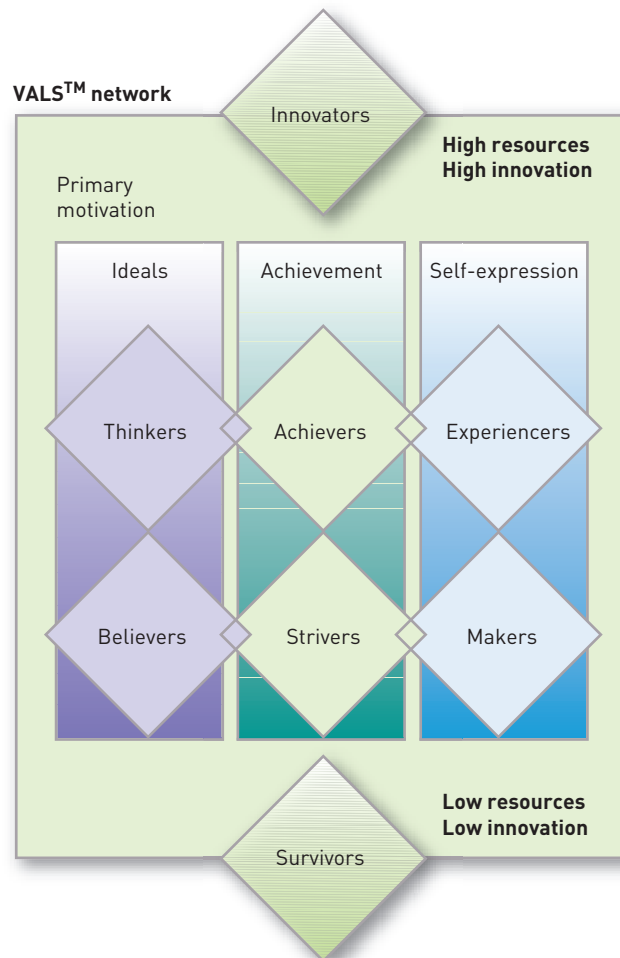 VALS™ network
Innovators
High resources
High innovation
Primary
motivation
Ideals
Achievement
Self-expression
Thinkers
Achievers
Experiencers
Believers
Strivers
Makers
Low resources
Low innovation
Survivors